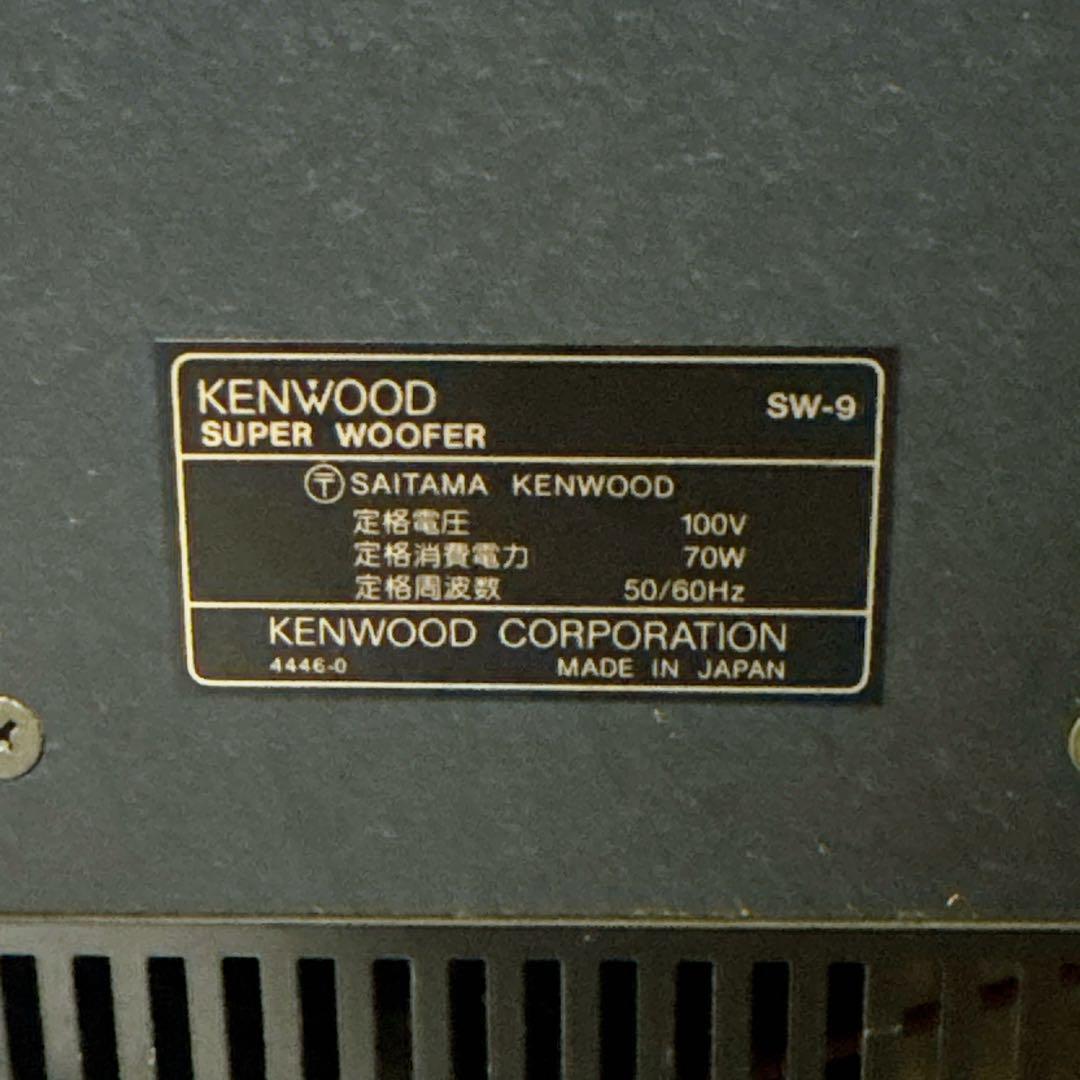 KENWOOD SW-9
SUPER WOOFER
〒 SAITAMA KENWOOD
定格電圧 100V
定格消費電力 70W
定格周波数 50/60Hz
KENWOOD CORPORATION
4446-0 MADE IN JAPAN